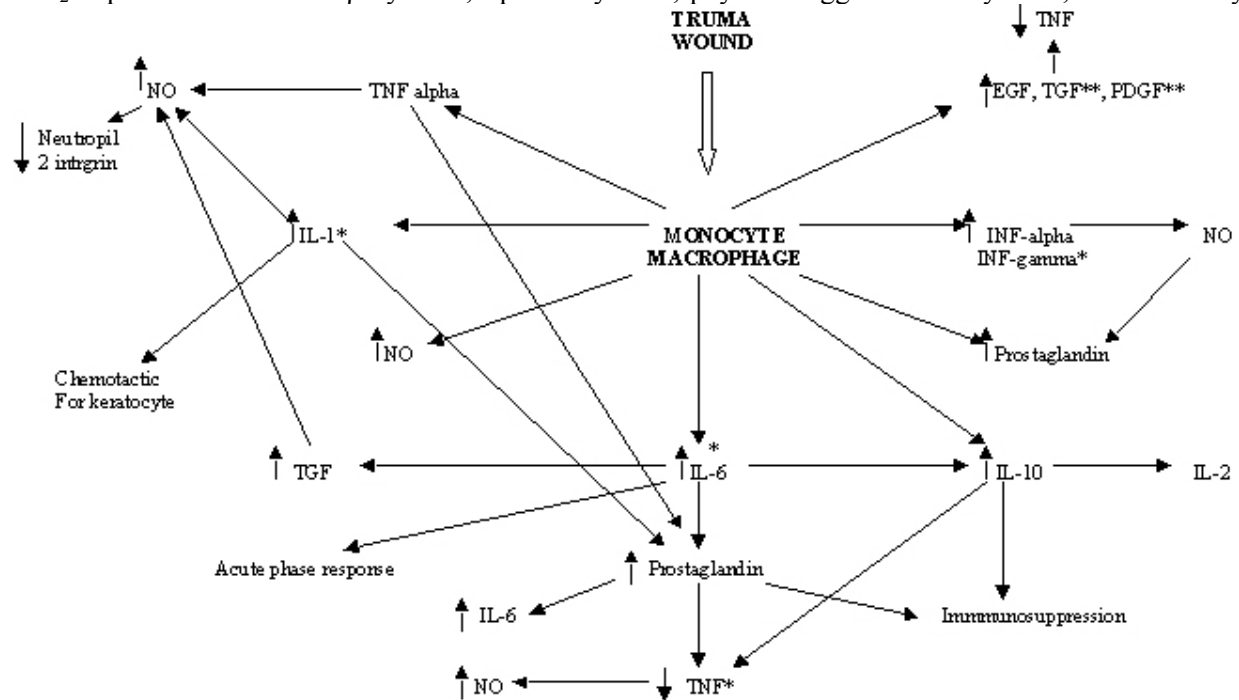 TRUMA
WOUND
TNF
NO
TNF alpha
EGF, TGF**, PDGF**
Neutropil
2 intrgrin
IL-1*
MONOCYTE
MACROPHAGE
INF-alpha
INF-gamma*
NO
NO
Prostaglandin
Chemotactic
For keratocyte
*
TGF
IL-6
IL-10
IL-2
Acute phase response
Prostaglandin
IL-6
Immmunosuppression
NO
TNF*